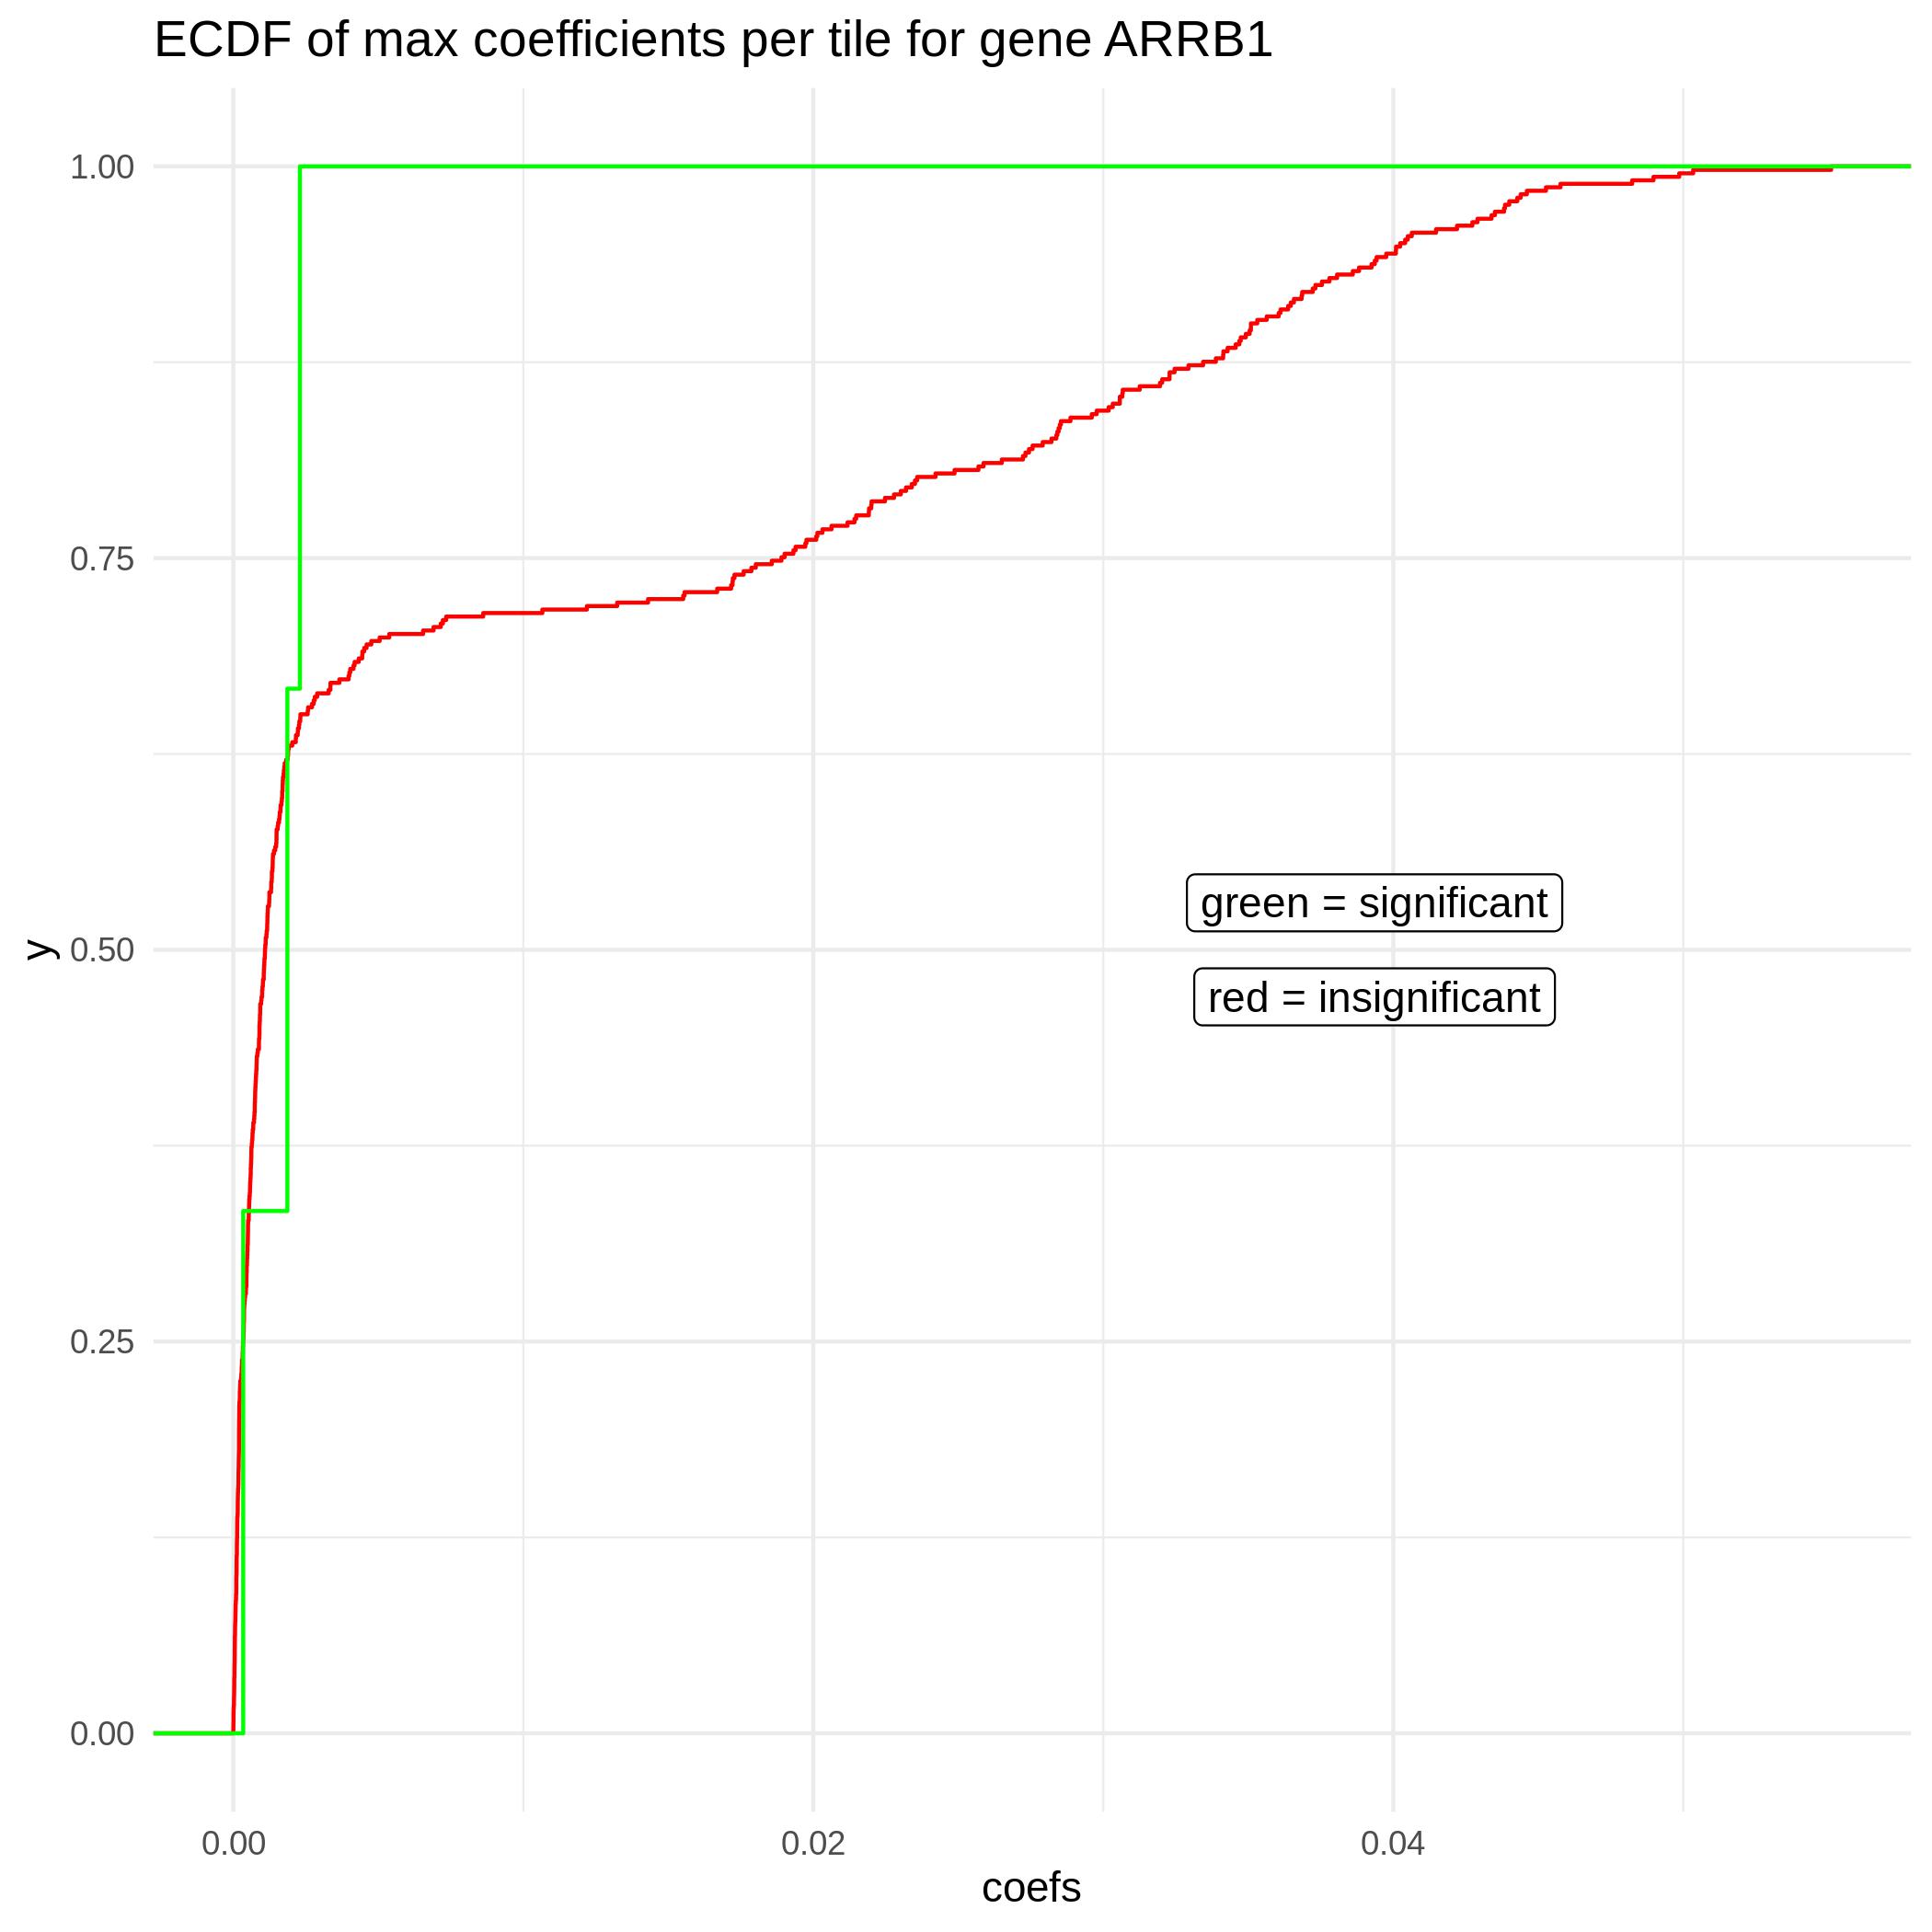 ECDF of max coefficients per tile for gene ARRB1
1.00
0.75
0.50
0.25
0.00
y
green = significant
red = insignificant
0.00 0.02 0.04
coefs